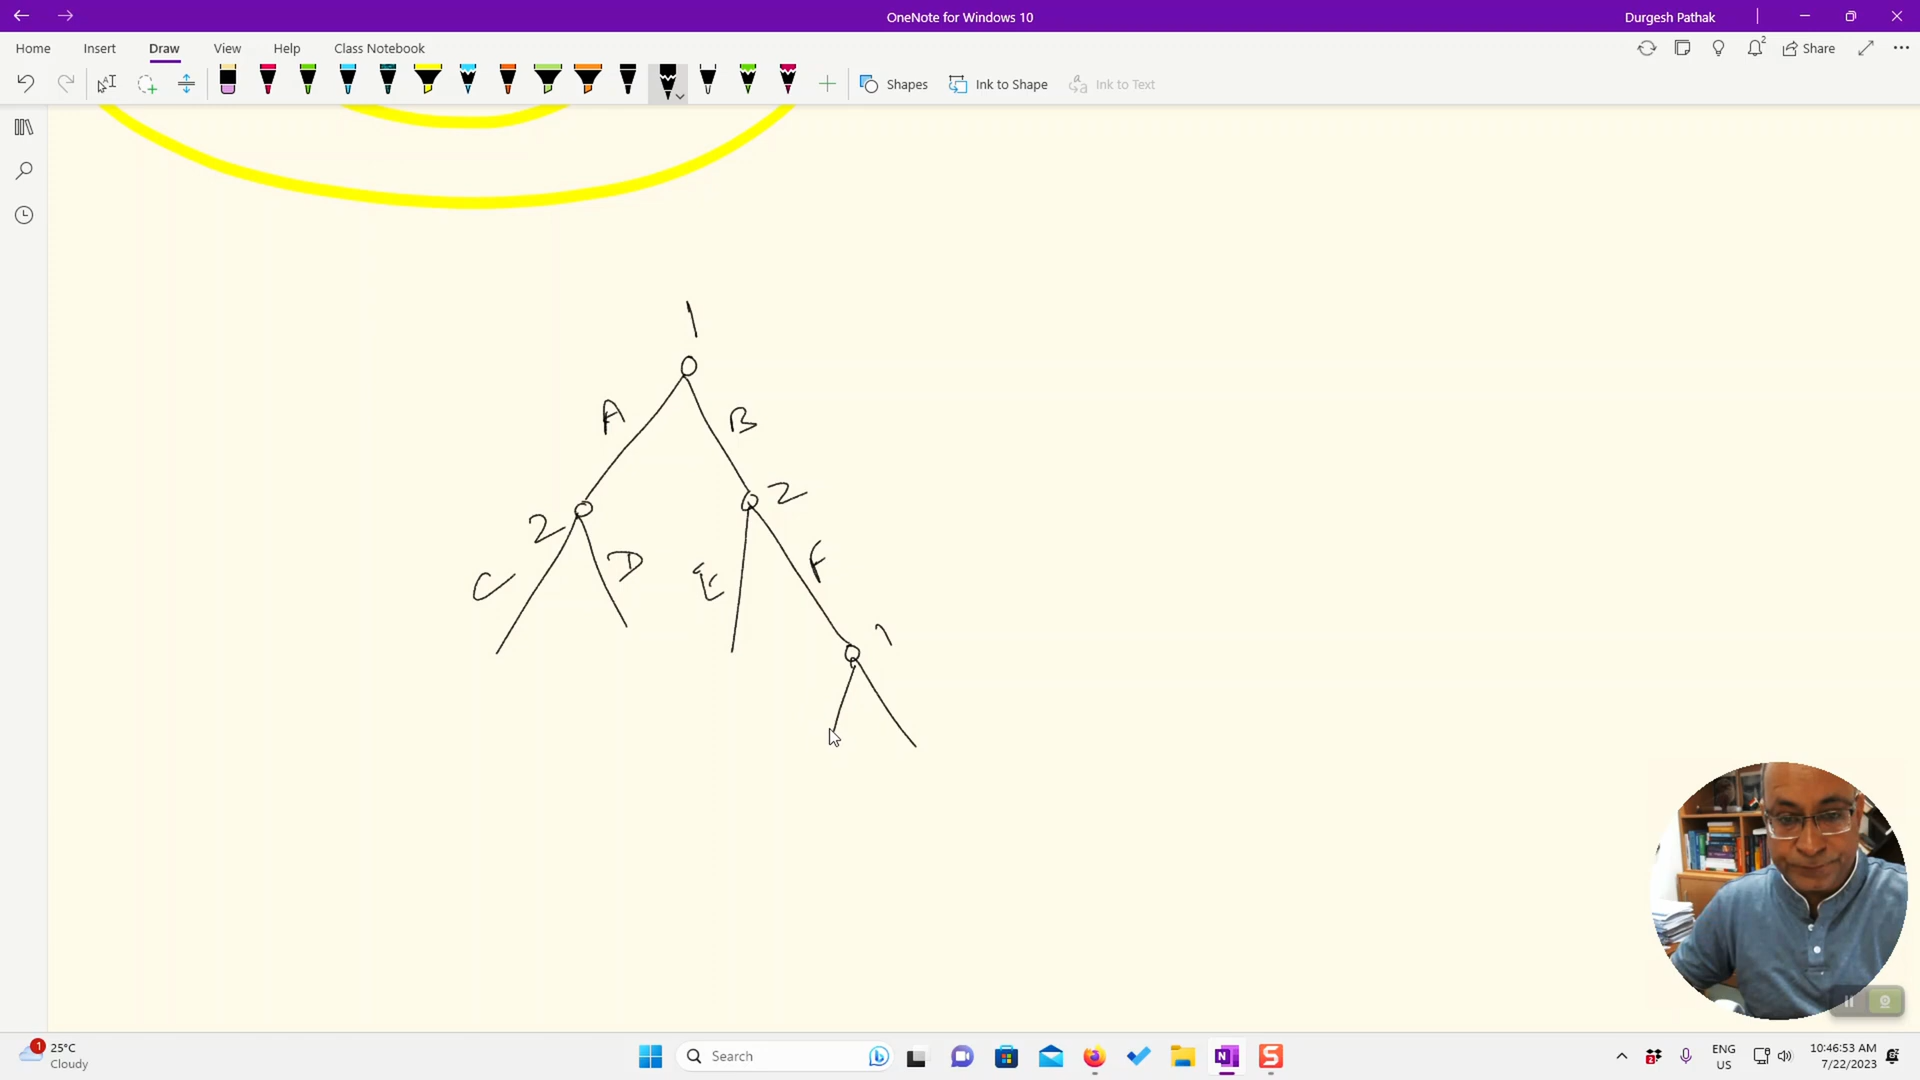 OneNote for Windows 10
Durgesh Pathak
Home Insert Draw View Help Class Notebook
Share
Shapes Ink to Shape Ink to Text
1
A B
2 2
C D E F
1
25°C
Cloudy
Search
ENG
US
10:46:53 AM
7/22/2023